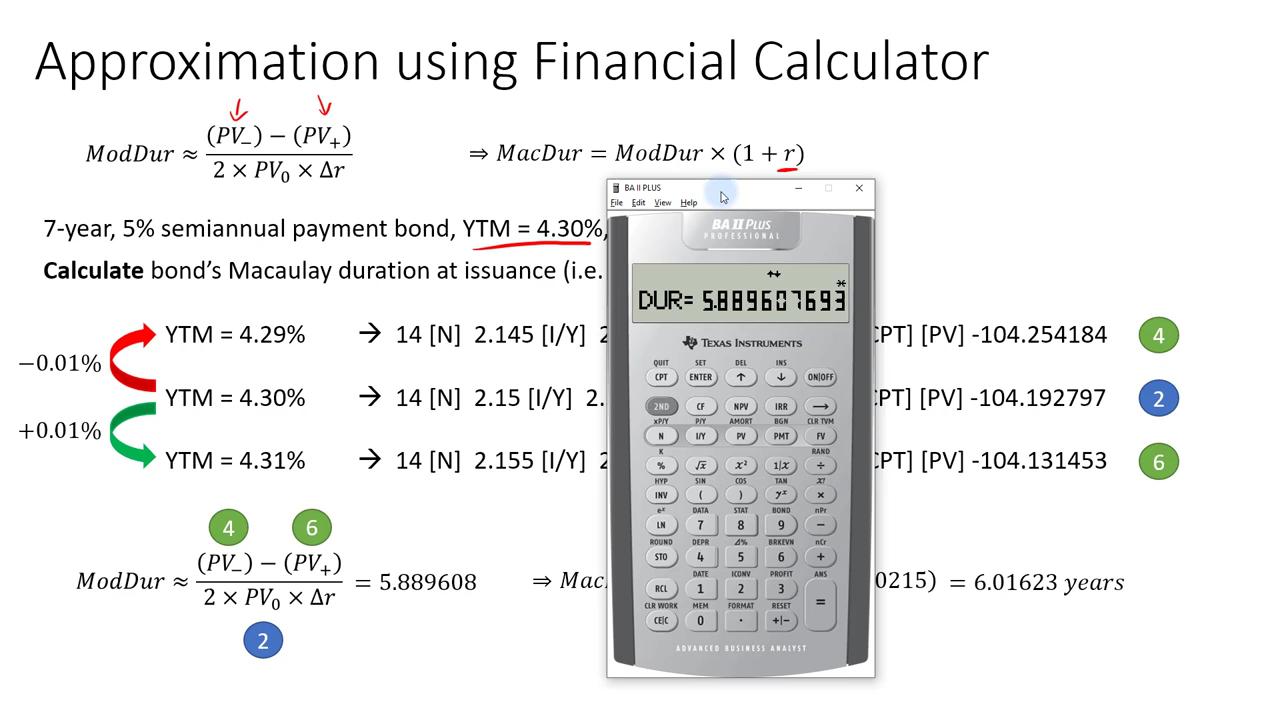 Approximation using Financial Calculator
ModDur ≈ (PV₋) − (PV₊) / 2 × PV₀ × Δr ⇒ MacDur = ModDur × (1 + r)
7-year, 5% semiannual payment bond, YTM = 4.30%,
Calculate bond's Macaulay duration at issuance (i.e.
−0.01%
+0.01%
YTM = 4.29% → 14 [N] 2.145 [I/Y] 2 CPT] [PV] -104.254184 4
YTM = 4.30% → 14 [N] 2.15 [I/Y] 2. CPT] [PV] -104.192797 2
YTM = 4.31% → 14 [N] 2.155 [I/Y] 2 CPT] [PV] -104.131453 6
4 6
ModDur ≈ (PV₋) − (PV₊) / 2 × PV₀ × Δr = 5.889608 ⇒ Mac 0215) = 6.01623 years
2
BA II PLUS
File Edit View Help
BA II PLUS
PROFESSIONAL
DUR= 5.889607693
TEXAS INSTRUMENTS
QUIT SET DEL INS
CPT ENTER ↑ ↓ ON|OFF
2ND CF NPV IRR →
xP/Y P/Y AMORT BGN CLR TVM
N I/Y PV PMT FV
K RAND
% √x x² 1/x ÷
HYP SIN COS TAN x!
INV ( ) yˣ ×
eˣ DATA STAT BOND nPr
LN 7 8 9 −
ROUND DEPR Δ% BRKEVN nCr
STO 4 5 6 +
DATE ICONV PROFIT ANS
RCL 1 2 3 =
CLR WORK MEM FORMAT RESET
CE|C 0 . +|−
ADVANCED BUSINESS ANALYST